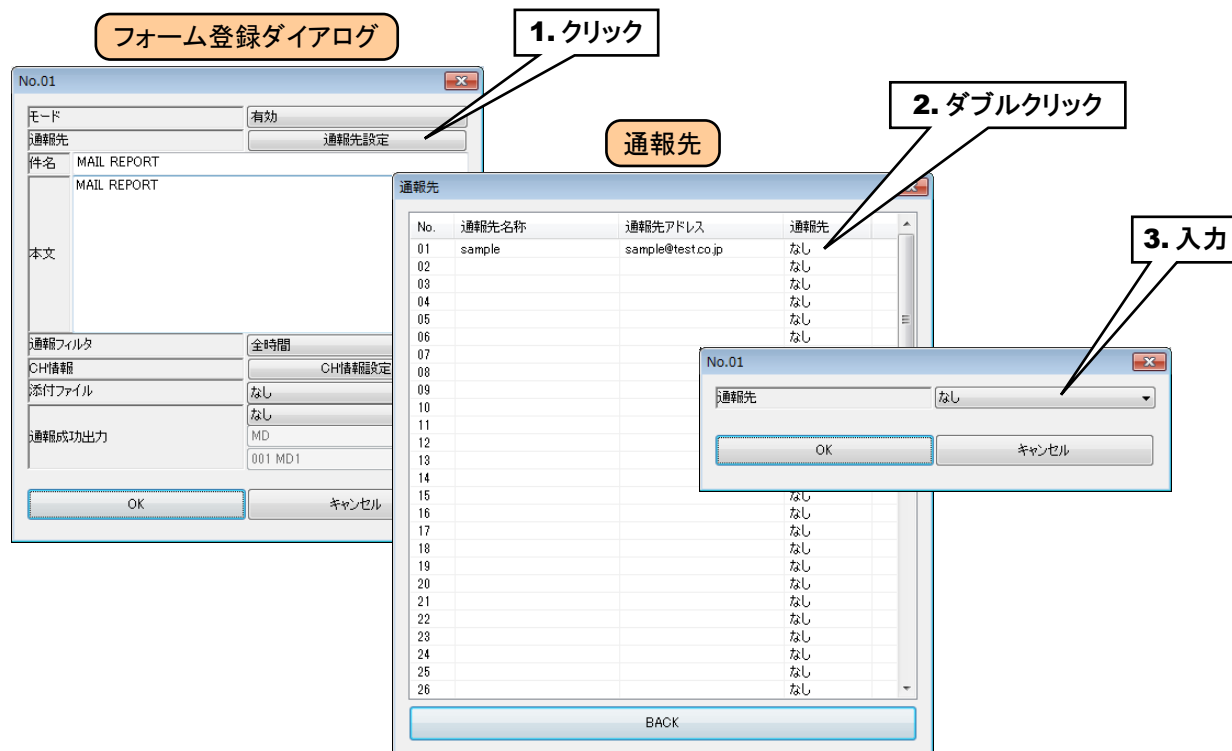 フォーム登録ダイアログ
1. クリック
No.01
モード
有効
通報先
通報先設定
件名
MAIL REPORT
本文
MAIL REPORT
通報フィルタ
全時間
CH情報
CH情報設定
添付ファイル
なし
通報成功出力
なし
MD
001 MD1
OK
キャンセル
通報先
2. ダブルクリック
通報先
No. 通報先名称 通報先アドレス 通報先
01 sample sample@test.co.jp なし
02 なし
03 なし
04 なし
05 なし
06 なし
07
08
09
10
11
12
13
14
15 なし
16 なし
17 なし
18 なし
19 なし
20 なし
21 なし
22 なし
23 なし
24 なし
25 なし
26 なし
BACK
3. 入力
No.01
通報先
なし
OK
キャンセル